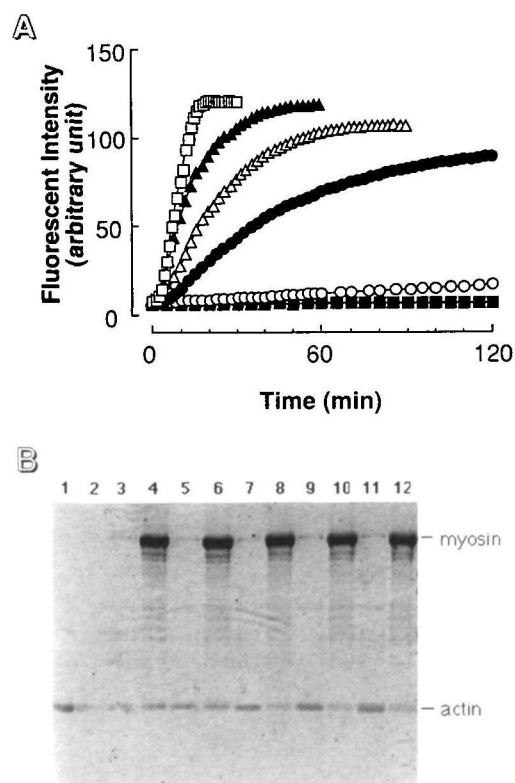 A
Fluorescent Intensity
(arbitrary unit)
150
100
50
0
0 60 120
Time (min)
B
1 2 3 4 5 6 7 8 9 10 11 12
myosin
actin